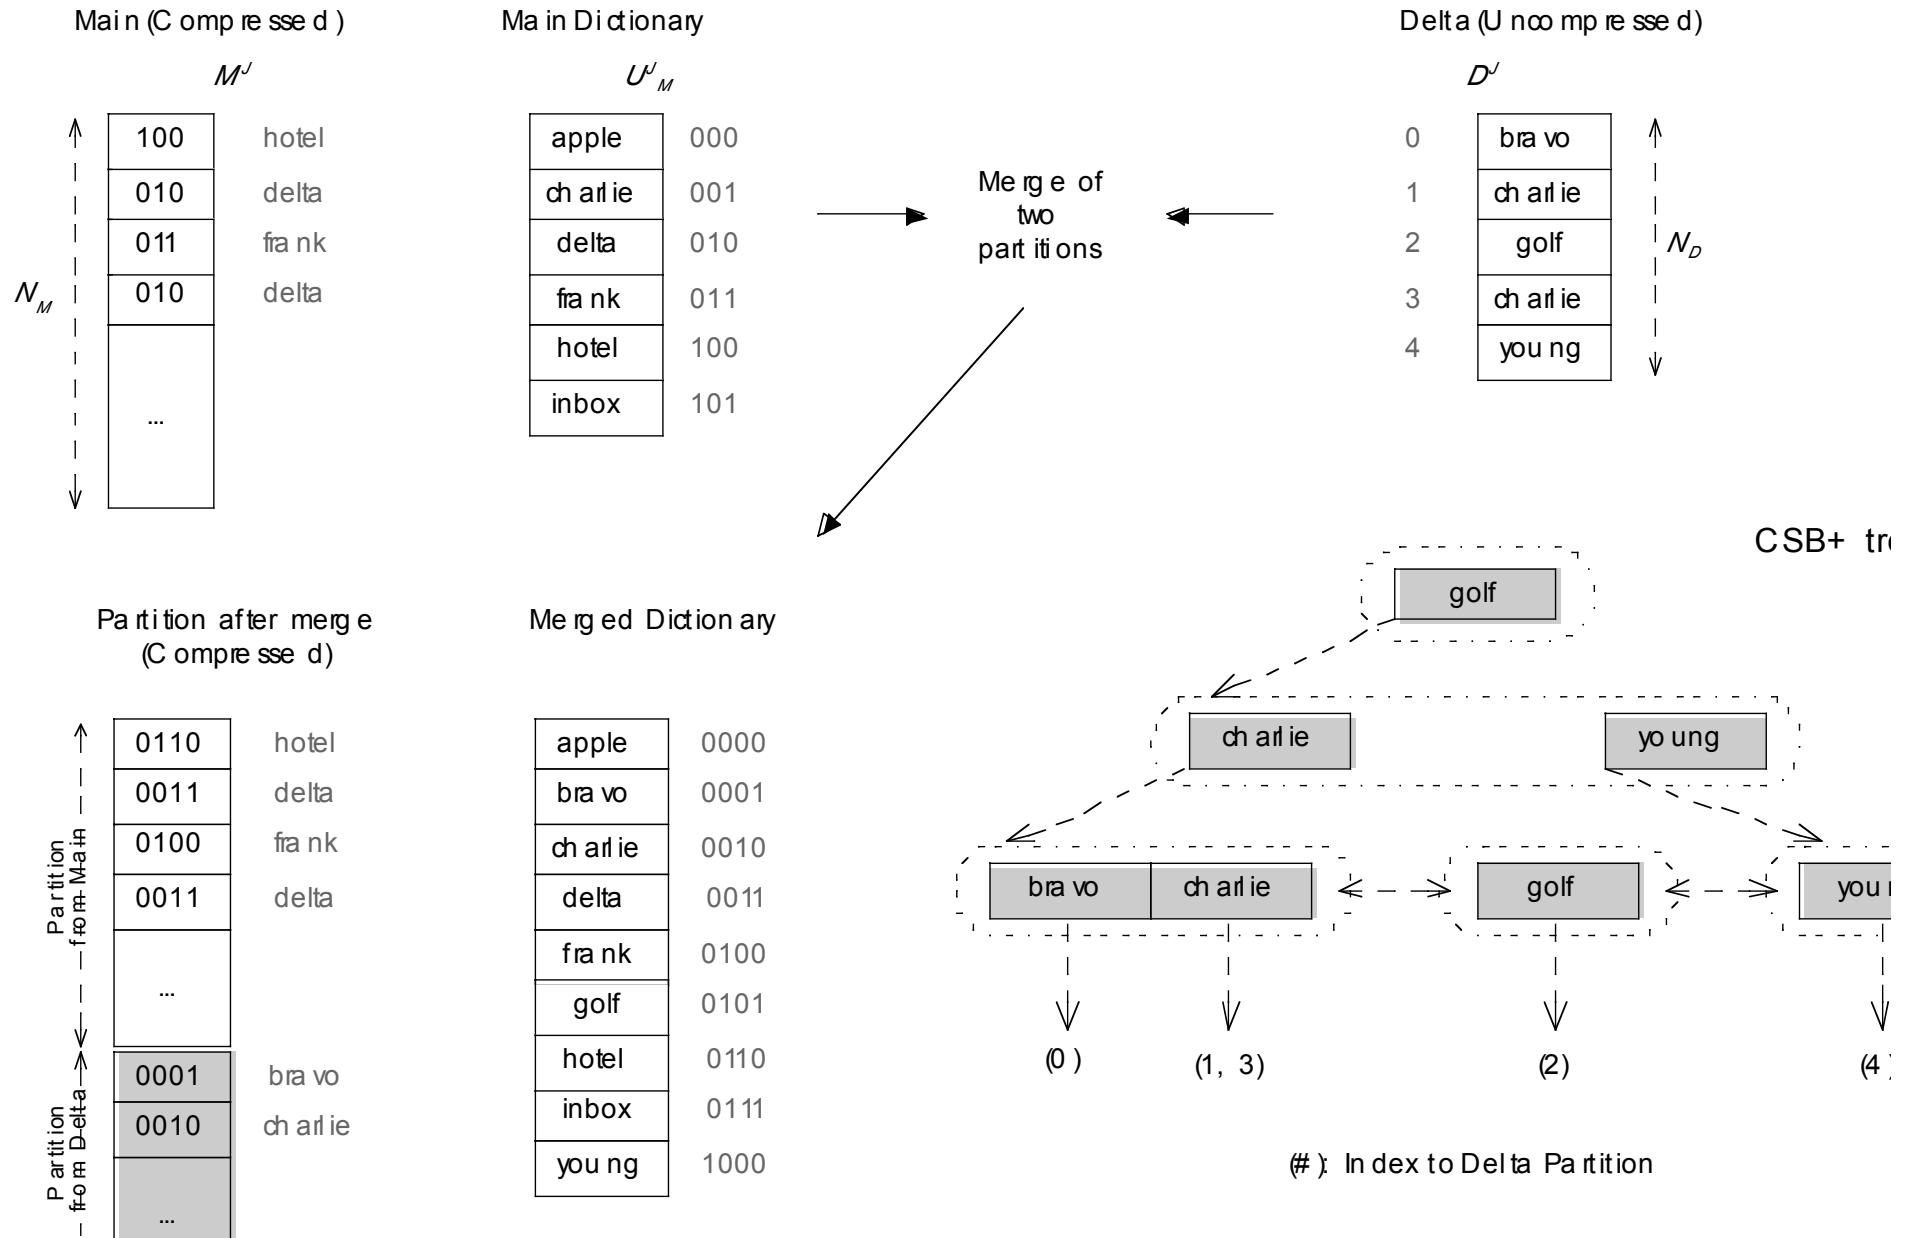 Main (Compressed)
Main Dictionary
Delta (Uncompressed)
M^J
U^J_M
D^J
N_M
100 hotel
010 delta
011 frank
010 delta
...
apple 000
charlie 001
delta 010
frank 011
hotel 100
inbox 101
Merge of
two
partitions
0 bravo
1 charlie
2 golf
3 charlie
4 young
N_D
CSB+ tre
golf
charlie young
bravo charlie golf you
(0) (1, 3) (2) (4)
(#): Index to Delta Partition
Partition after merge
(Compressed)
Merged Dictionary
Partition
from Main
0110 hotel
0011 delta
0100 frank
0011 delta
...
Partition
from Delta
0001 bravo
0010 charlie
...
apple 0000
bravo 0001
charlie 0010
delta 0011
frank 0100
golf 0101
hotel 0110
inbox 0111
young 1000